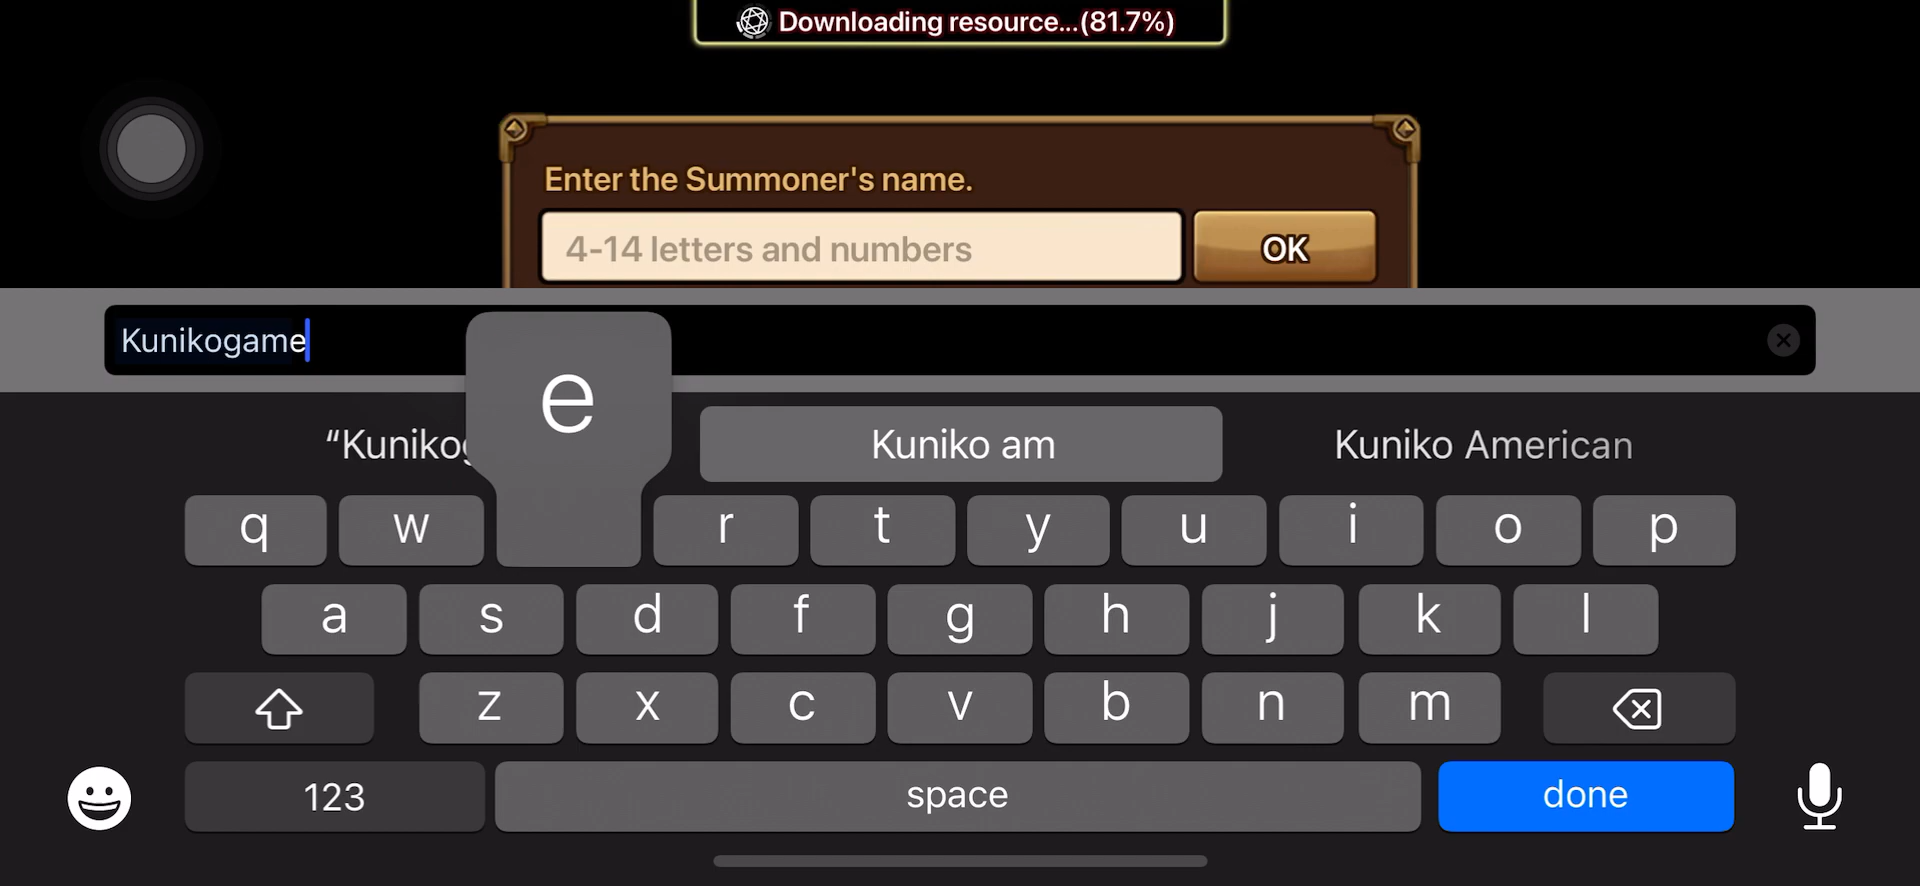 Downloading resource...(81.7%)
Enter the Summoner's name.
4-14 letters and numbers
OK
Kunikogame
e
“Kunikog
Kuniko am
Kuniko American
q w r t y u i o p
a s d f g h j k l
z x c v b n m
123 space done